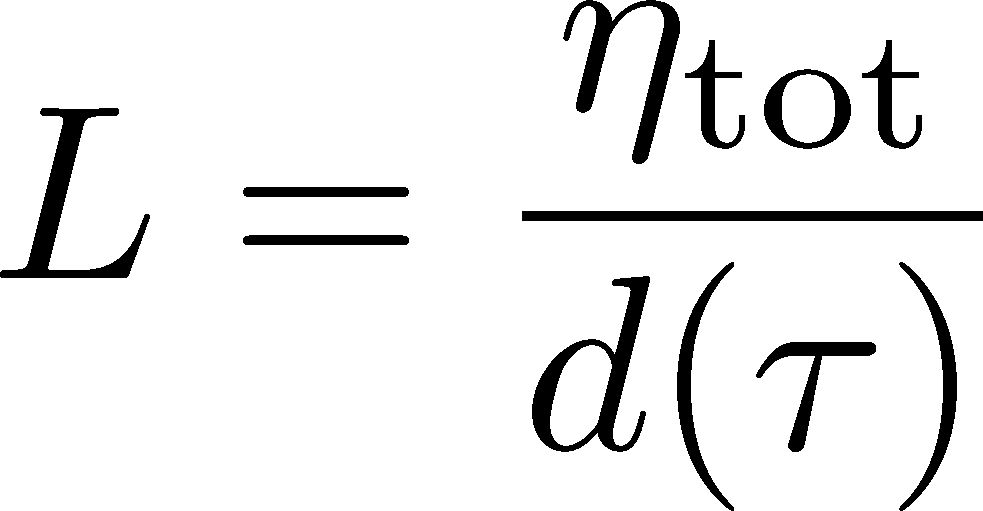 L = η_tot / d(τ)